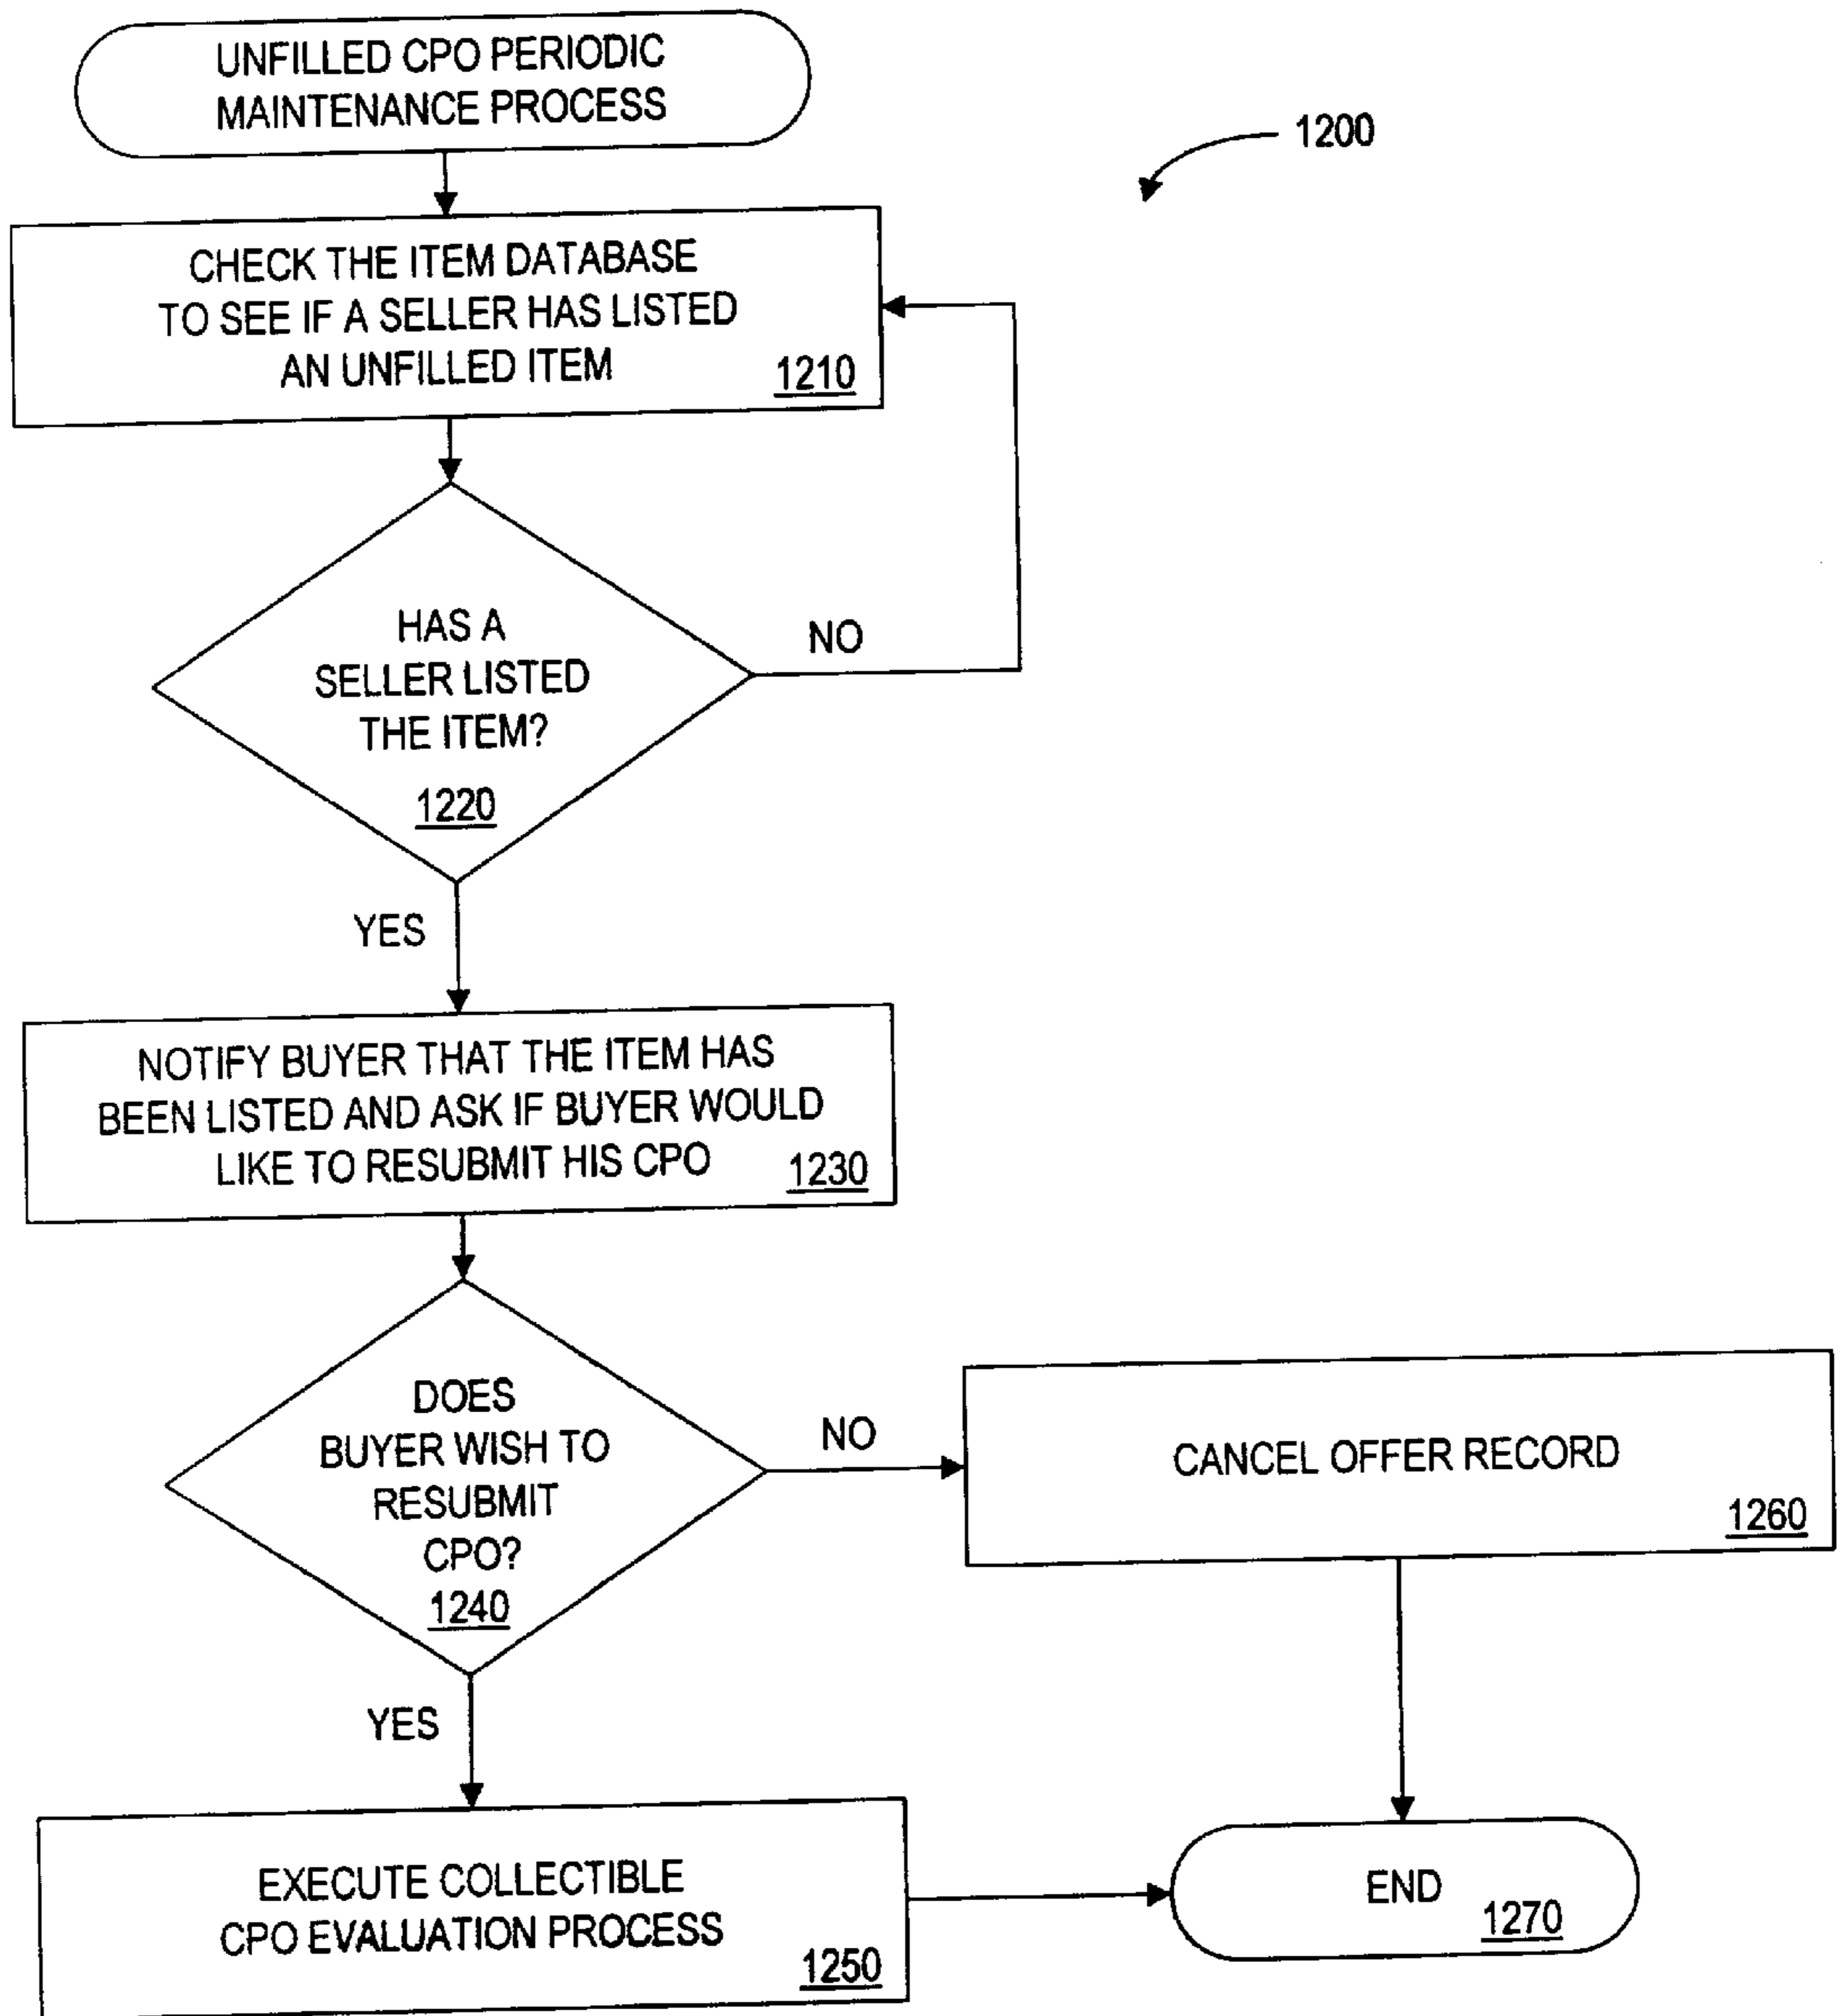 UNFILLED CPO PERIODIC
MAINTENANCE PROCESS
1200
CHECK THE ITEM DATABASE
TO SEE IF A SELLER HAS LISTED
AN UNFILLED ITEM
1210
HAS A
SELLER LISTED
THE ITEM?
1220
NO
YES
NOTIFY BUYER THAT THE ITEM HAS
BEEN LISTED AND ASK IF BUYER WOULD
LIKE TO RESUBMIT HIS CPO
1230
DOES
BUYER WISH TO
RESUBMIT
CPO?
1240
NO
CANCEL OFFER RECORD
1260
YES
EXECUTE COLLECTIBLE
CPO EVALUATION PROCESS
1250
END
1270